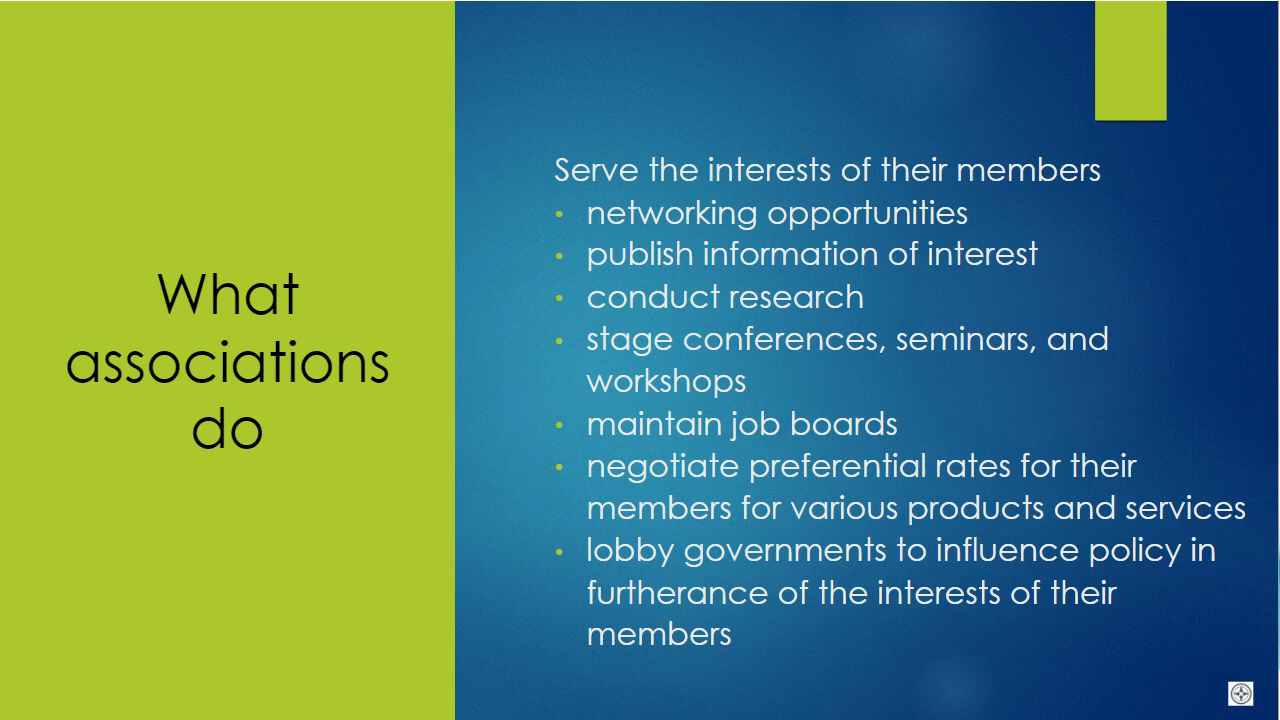 What
associations
do
Serve the interests of their members
• networking opportunities
• publish information of interest
• conduct research
• stage conferences, seminars, and
workshops
• maintain job boards
• negotiate preferential rates for their
members for various products and services
• lobby governments to influence policy in
furtherance of the interests of their
members